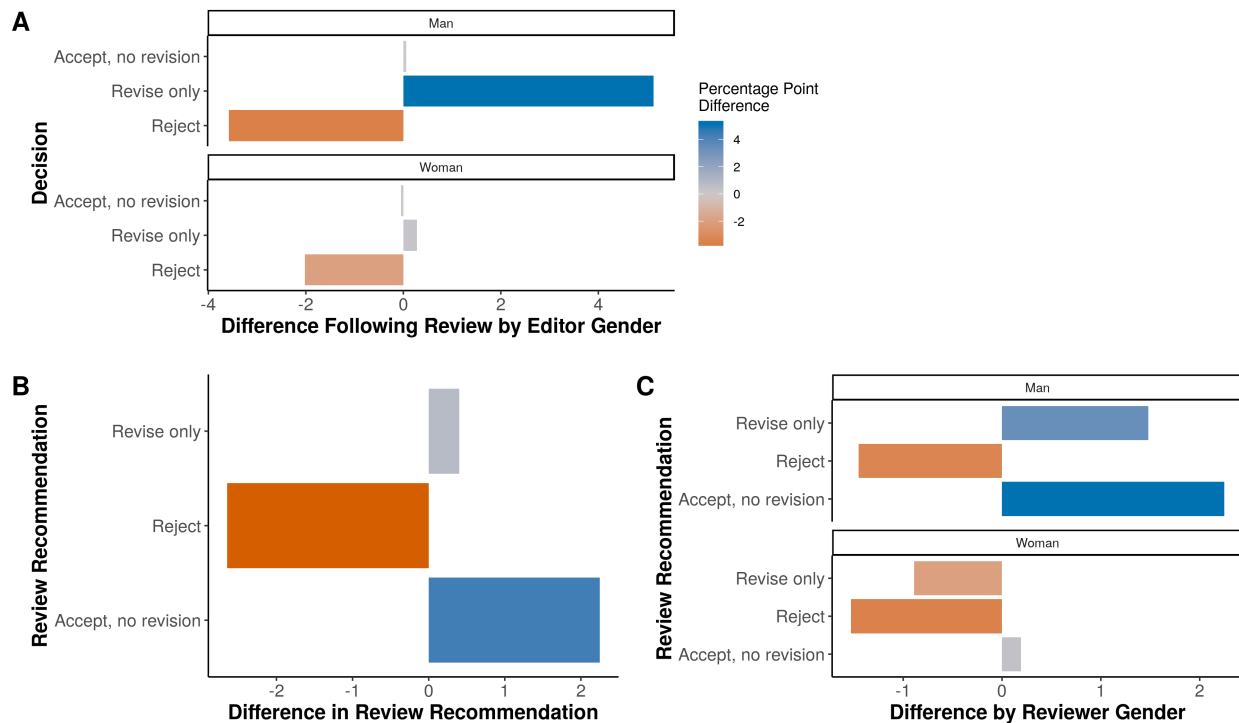 A
Man
Accept, no revision
Revise only
Reject
Woman
Accept, no revision
Revise only
Reject
Decision
-4 -2 0 2 4
Difference Following Review by Editor Gender
Percentage Point
Difference
4
2
0
-2
B
Revise only
Reject
Accept, no revision
Review Recommendation
-2 -1 0 1 2
Difference in Review Recommendation
C
Man
Revise only
Reject
Accept, no revision
Woman
Revise only
Reject
Accept, no revision
Review Recommendation
-1 0 1 2
Difference by Reviewer Gender